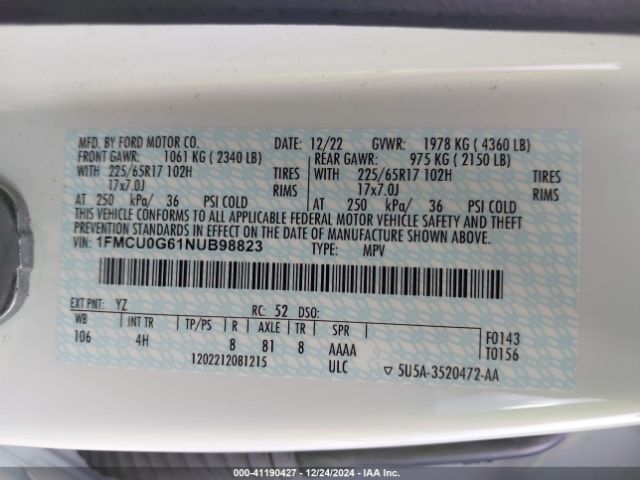 MFD. BY FORD MOTOR CO. DATE: 12/22 GVWR: 1978 KG ( 4360 LB)
FRONT GAWR: 1061 KG ( 2340 LB) REAR GAWR: 975 KG ( 2150 LB)
WITH 225/65R17 102H TIRES WITH 225/65R17 102H TIRES
17x7.0J RIMS 17x7.0J RIMS
AT 250 kPa/ 36 PSI COLD AT 250 kPa/ 36 PSI COLD
THIS VEHICLE CONFORMS TO ALL APPLICABLE FEDERAL MOTOR VEHICLE SAFETY AND THEFT
PREVENTION STANDARDS IN EFFECT ON THE DATE OF MANUFACTURE SHOWN ABOVE.
VIN: 1FMCU0G61NUB98823 TYPE: MPV
EXT PNT: YZ RC: 52 DSO:
WB INT TR TP/PS R AXLE TR SPR F0143
106 4H 8 81 8 AAAA T0156
1202212081215 ULC ▽ 5U5A-3520472-AA
000-41190427 • 12/24/2024 • IAA Inc.